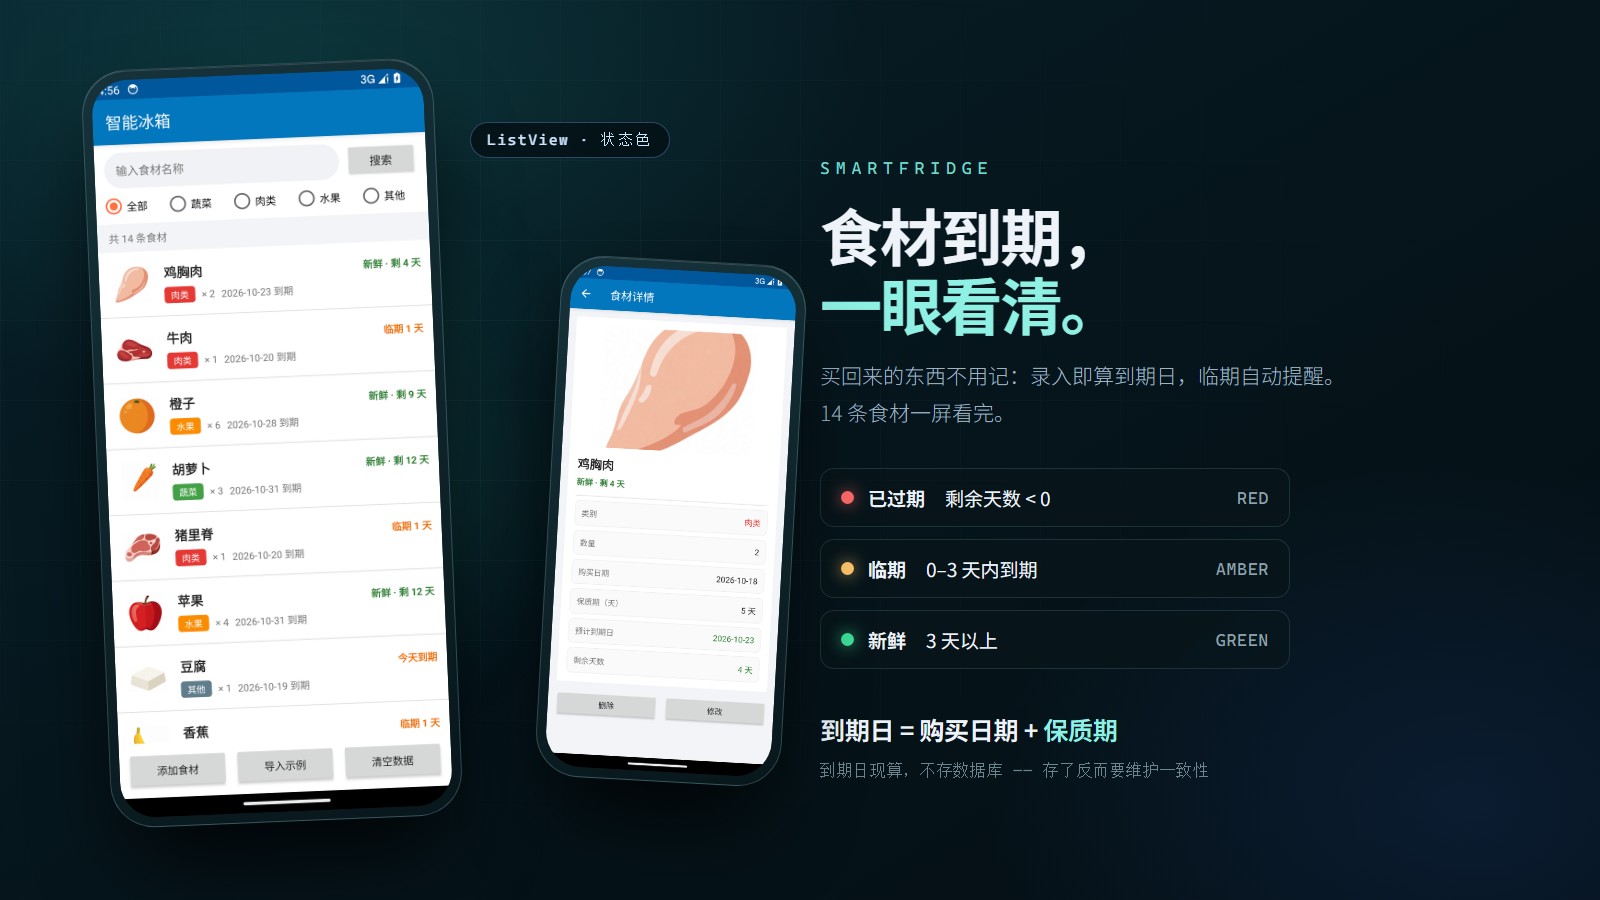 :56
3G
智能冰箱
输入食材名称
搜索
全部
蔬菜
肉类
水果
其他
共 14 条食材
鸡胸肉
新鲜 · 剩 4 天
肉类 × 2 2026-10-23 到期
牛肉
临期 1 天
肉类 × 1 2026-10-20 到期
橙子
新鲜 · 剩 9 天
水果 × 6 2026-10-28 到期
胡萝卜
新鲜 · 剩 12 天
蔬菜 × 3 2026-10-31 到期
猪里脊
临期 1 天
肉类 × 1 2026-10-20 到期
苹果
新鲜 · 剩 12 天
水果 × 4 2026-10-31 到期
豆腐
今天到期
其他 × 1 2026-10-19 到期
香蕉
临期 1 天
添加食材
导入示例
清空数据
ListView · 状态色
3G
食材详情
鸡胸肉
新鲜 · 剩 4 天
类别 肉类
数量 2
购买日期 2026-10-18
保质期（天） 5 天
预计到期日 2026-10-23
剩余天数 4 天
删除
修改
SMARTFRIDGE
食材到期，
一眼看清。
买回来的东西不用记：录入即算到期日，临期自动提醒。
14 条食材一屏看完。
已过期 剩余天数 < 0 RED
临期 0–3 天内到期 AMBER
新鲜 3 天以上 GREEN
到期日 = 购买日期 + 保质期
到期日现算，不存数据库 —— 存了反而要维护一致性